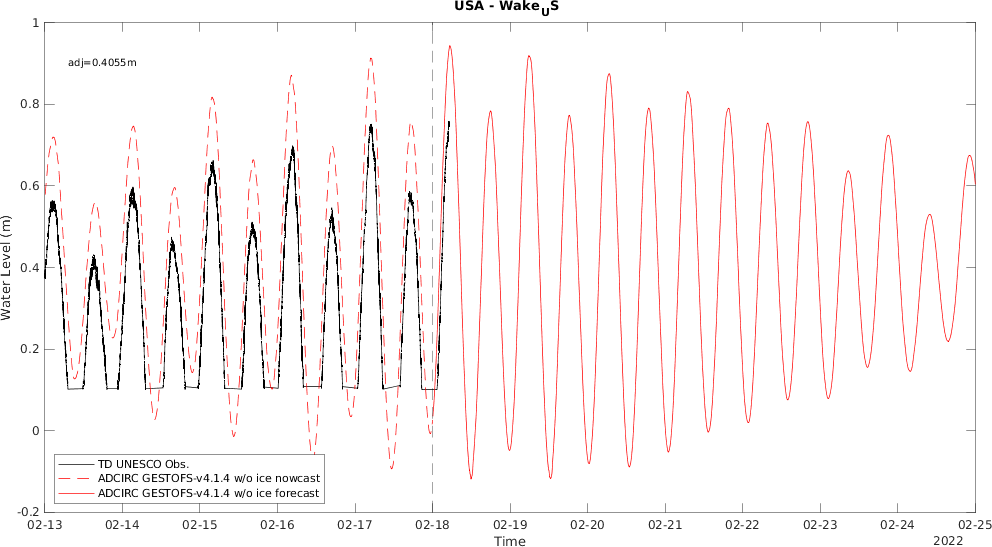 USA - Wake_US
adj=0.4055m
1
0.8
0.6
0.4
0.2
0
-0.2
Water Level (m)
TD UNESCO Obs.
ADCIRC GESTOFS-v4.1.4 w/o ice nowcast
ADCIRC GESTOFS-v4.1.4 w/o ice forecast
02-13 02-14 02-15 02-16 02-17 02-18 02-19 02-20 02-21 02-22 02-23 02-24 02-25
Time
2022